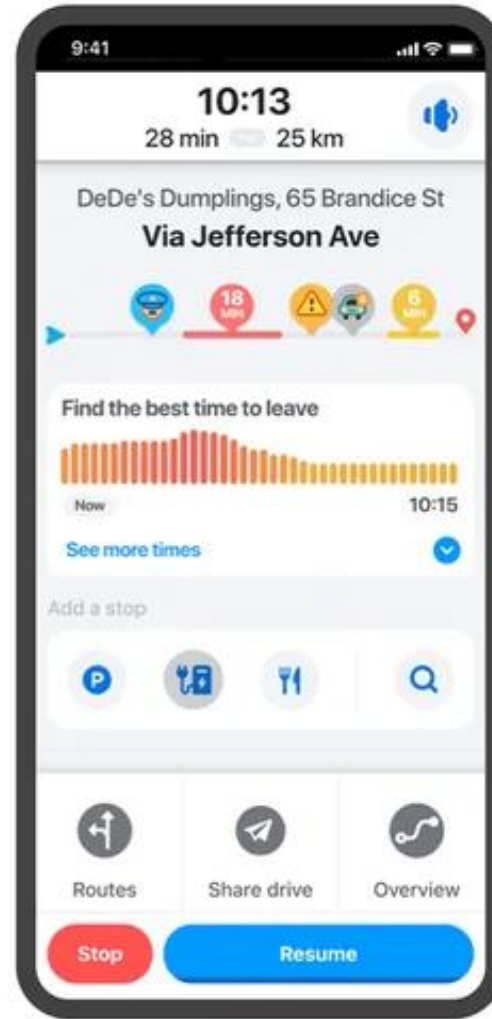 9:41
10:13
28 min
25 km
DeDe's Dumplings, 65 Brandice St
Via Jefferson Ave
18
MIN
6
MIN
Find the best time to leave
Now
10:15
See more times
Add a stop
P
Routes
Share drive
Overview
Stop
Resume